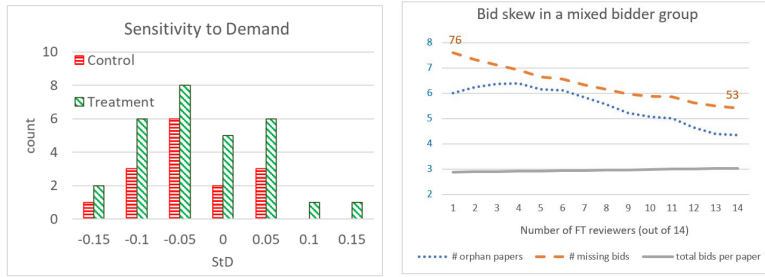 Sensitivity to Demand
10
8
6
4
2
0
count
Control
Treatment
-0.15 -0.1 -0.05 0 0.05 0.1 0.15
StD
Bid skew in a mixed bidder group
8
7
6
5
4
3
2
76
53
1 2 3 4 5 6 7 8 9 10 11 12 13 14
Number of FT reviewers (out of 14)
# orphan papers # missing bids total bids per paper